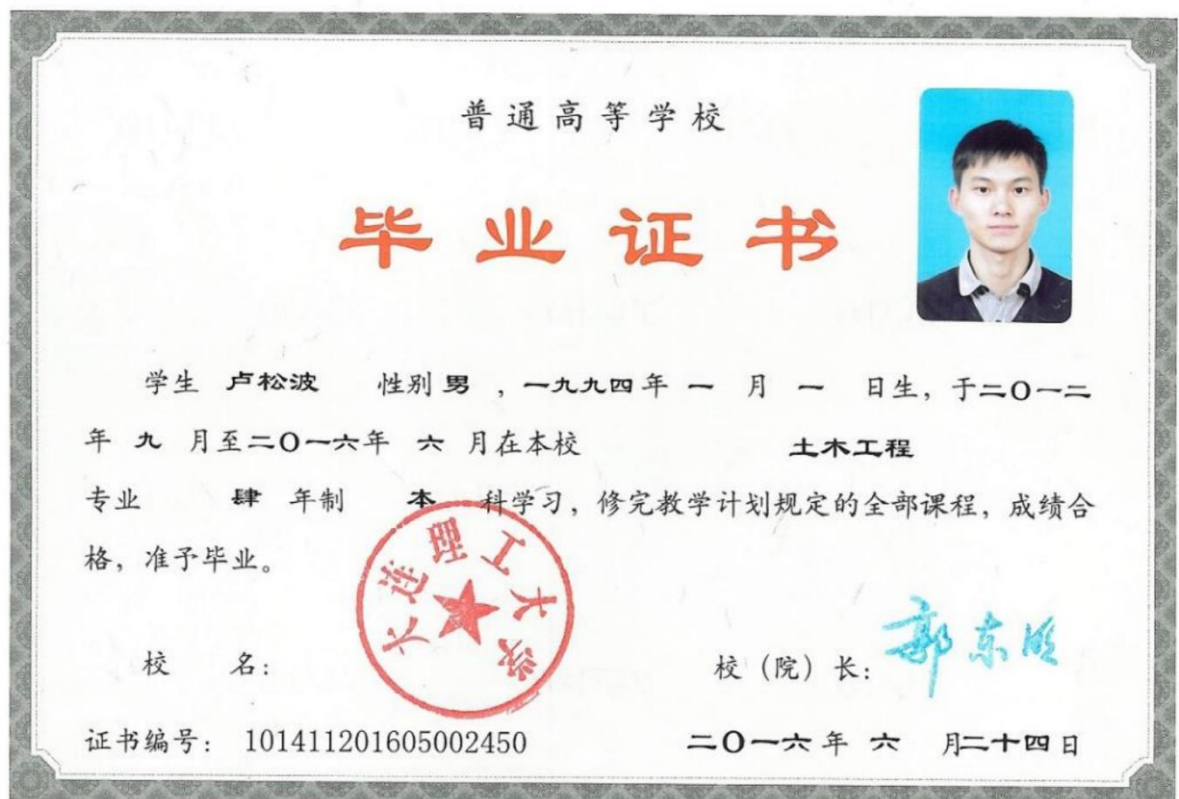 普通高等学校
毕业证书
学生 卢松波 性别 男 ，一九九四年 一 月 一 日生，于二〇一二
年 九 月至二〇一六年 六 月在本校 土木工程
专业 肆 年制 本 科学习，修完教学计划规定的全部课程，成绩合
格，准予毕业。
大连理工大学
校 名： 校（院）长：郭东明
证书编号： 101411201605002450 二〇一六年 六 月二十四日